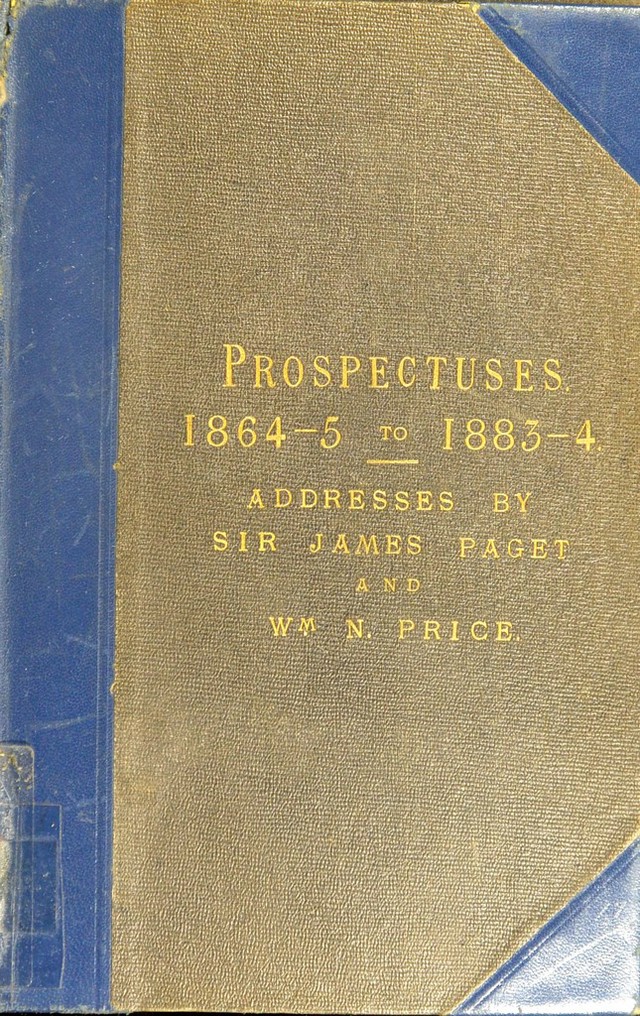 PROSPECTUSES.
1864-5 TO 1883-4.
ADDRESSES BY
SIR JAMES PAGET
AND
WM N. PRICE.